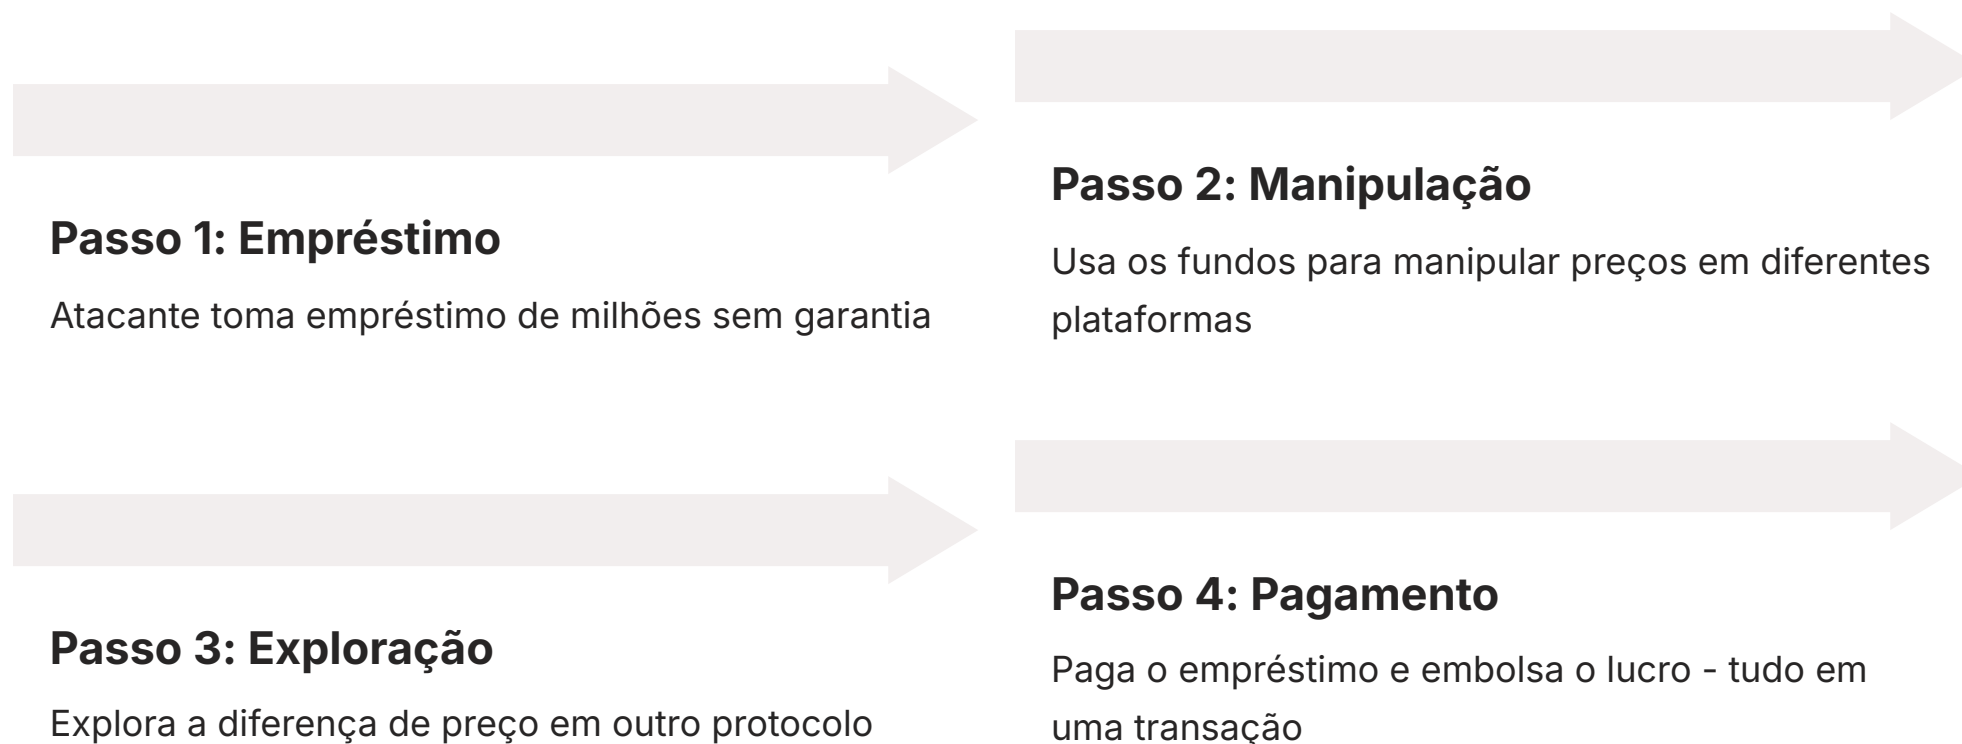 Passo 1: Empréstimo
Atacante toma empréstimo de milhões sem garantia
Passo 2: Manipulação
Usa os fundos para manipular preços em diferentes
plataformas
Passo 3: Exploração
Explora a diferença de preço em outro protocolo
Passo 4: Pagamento
Paga o empréstimo e embolsa o lucro - tudo em
uma transação